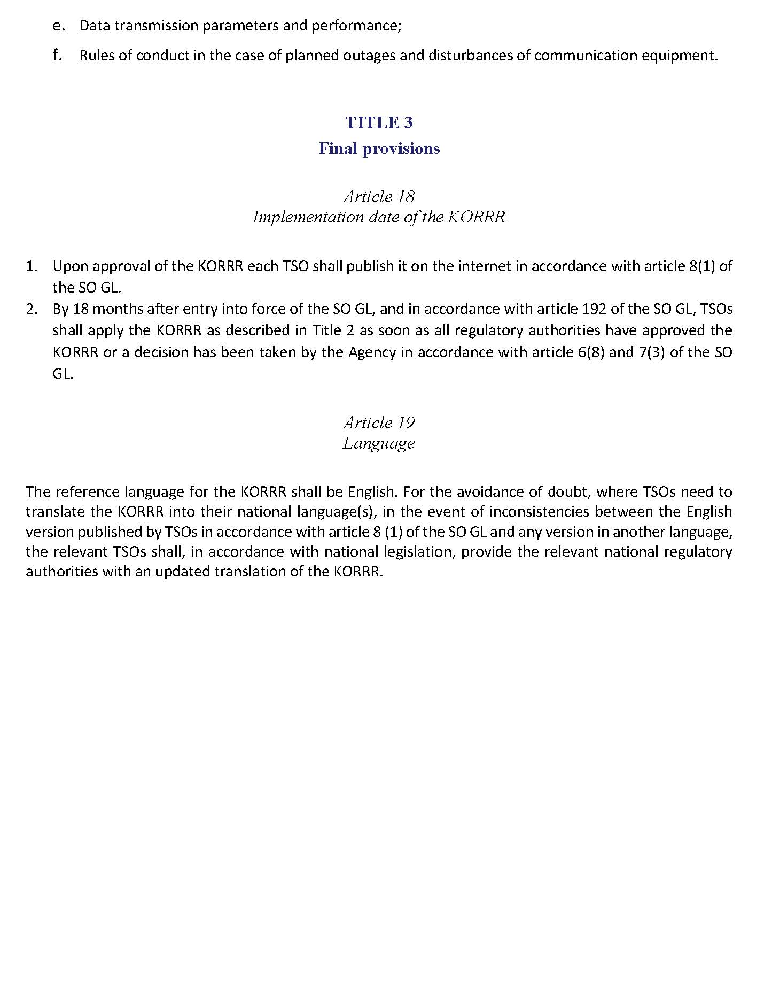 e. Data transmission parameters and performance;
f. Rules of conduct in the case of planned outages and disturbances of communication equipment.
TITLE 3
Final provisions
Article 18
Implementation date of the KORRR
1. Upon approval of the KORRR each TSO shall publish it on the internet in accordance with article 8(1) of
the SO GL.
2. By 18 months after entry into force of the SO GL, and in accordance with article 192 of the SO GL, TSOs
shall apply the KORRR as described in Title 2 as soon as all regulatory authorities have approved the
KORRR or a decision has been taken by the Agency in accordance with article 6(8) and 7(3) of the SO
GL.
Article 19
Language
The reference language for the KORRR shall be English. For the avoidance of doubt, where TSOs need to
translate the KORRR into their national language(s), in the event of inconsistencies between the English
version published by TSOs in accordance with article 8 (1) of the SO GL and any version in another language,
the relevant TSOs shall, in accordance with national legislation, provide the relevant national regulatory
authorities with an updated translation of the KORRR.